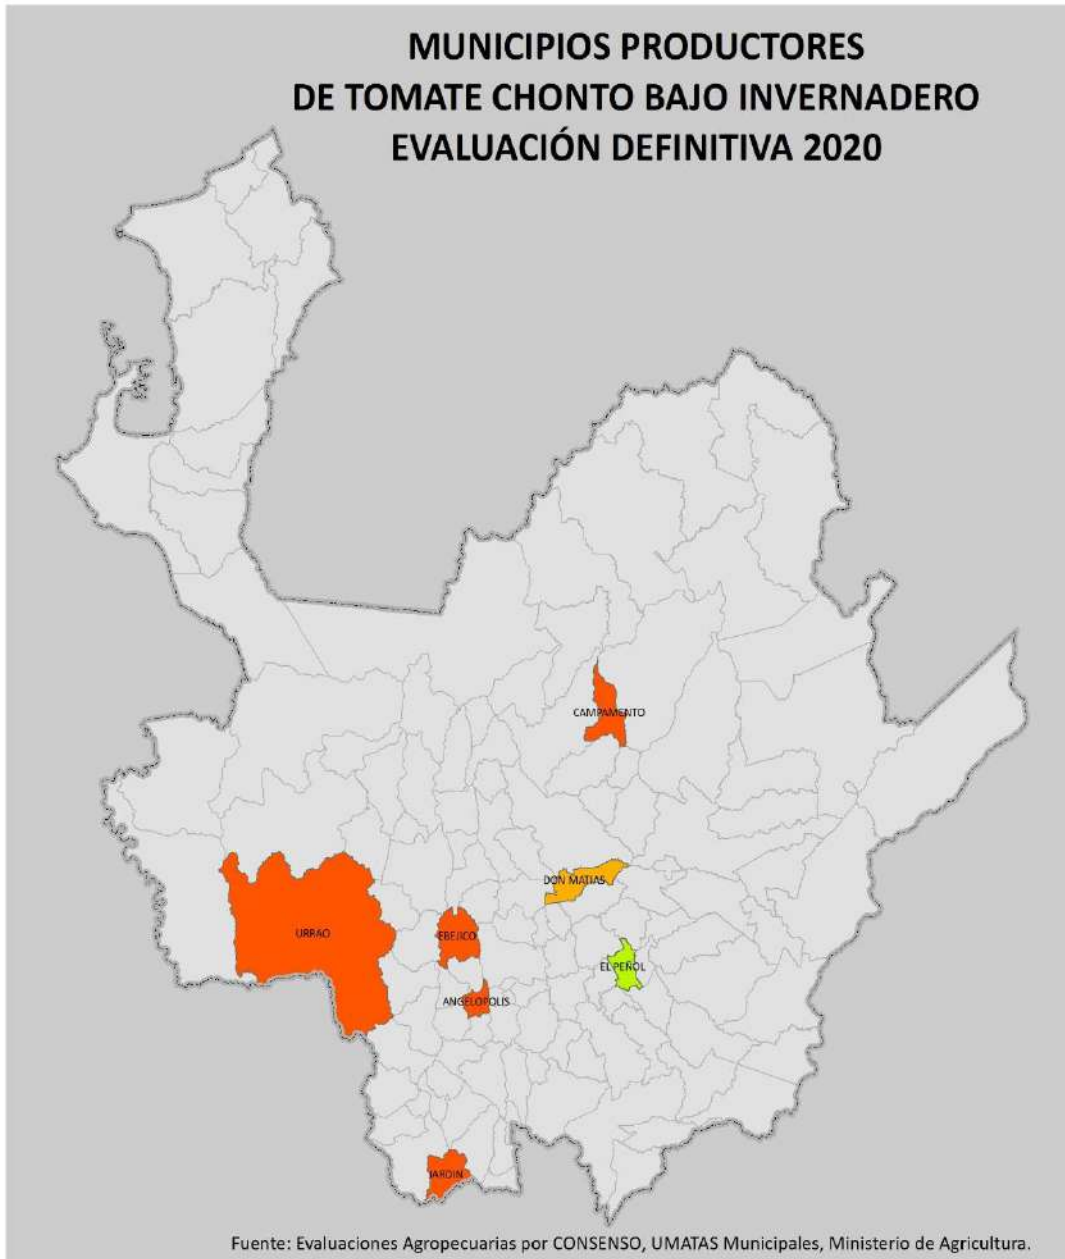 MUNICIPIOS PRODUCTORES
DE TOMATE CHONTO BAJO INVERNADERO
EVALUACIÓN DEFINITIVA 2020
CAMPAMENTO
DON MATIAS
URRAO
EBEJICO
EL PEÑOL
ANGELOPOLIS
JARDIN
Fuente: Evaluaciones Agropecuarias por CONSENSO, UMATAS Municipales, Ministerio de Agricultura.